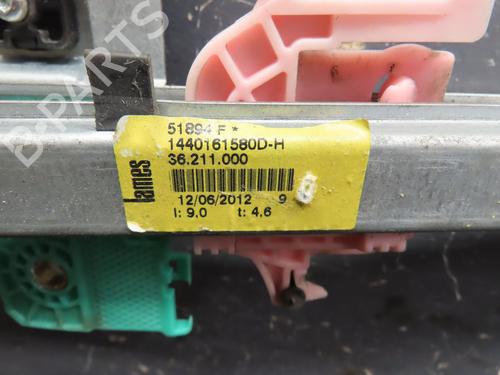 B-Parts
51894 F *
1440161580D-H
36.211.000
lames
12/06/2012 9
I: 9.0 t: 4.6